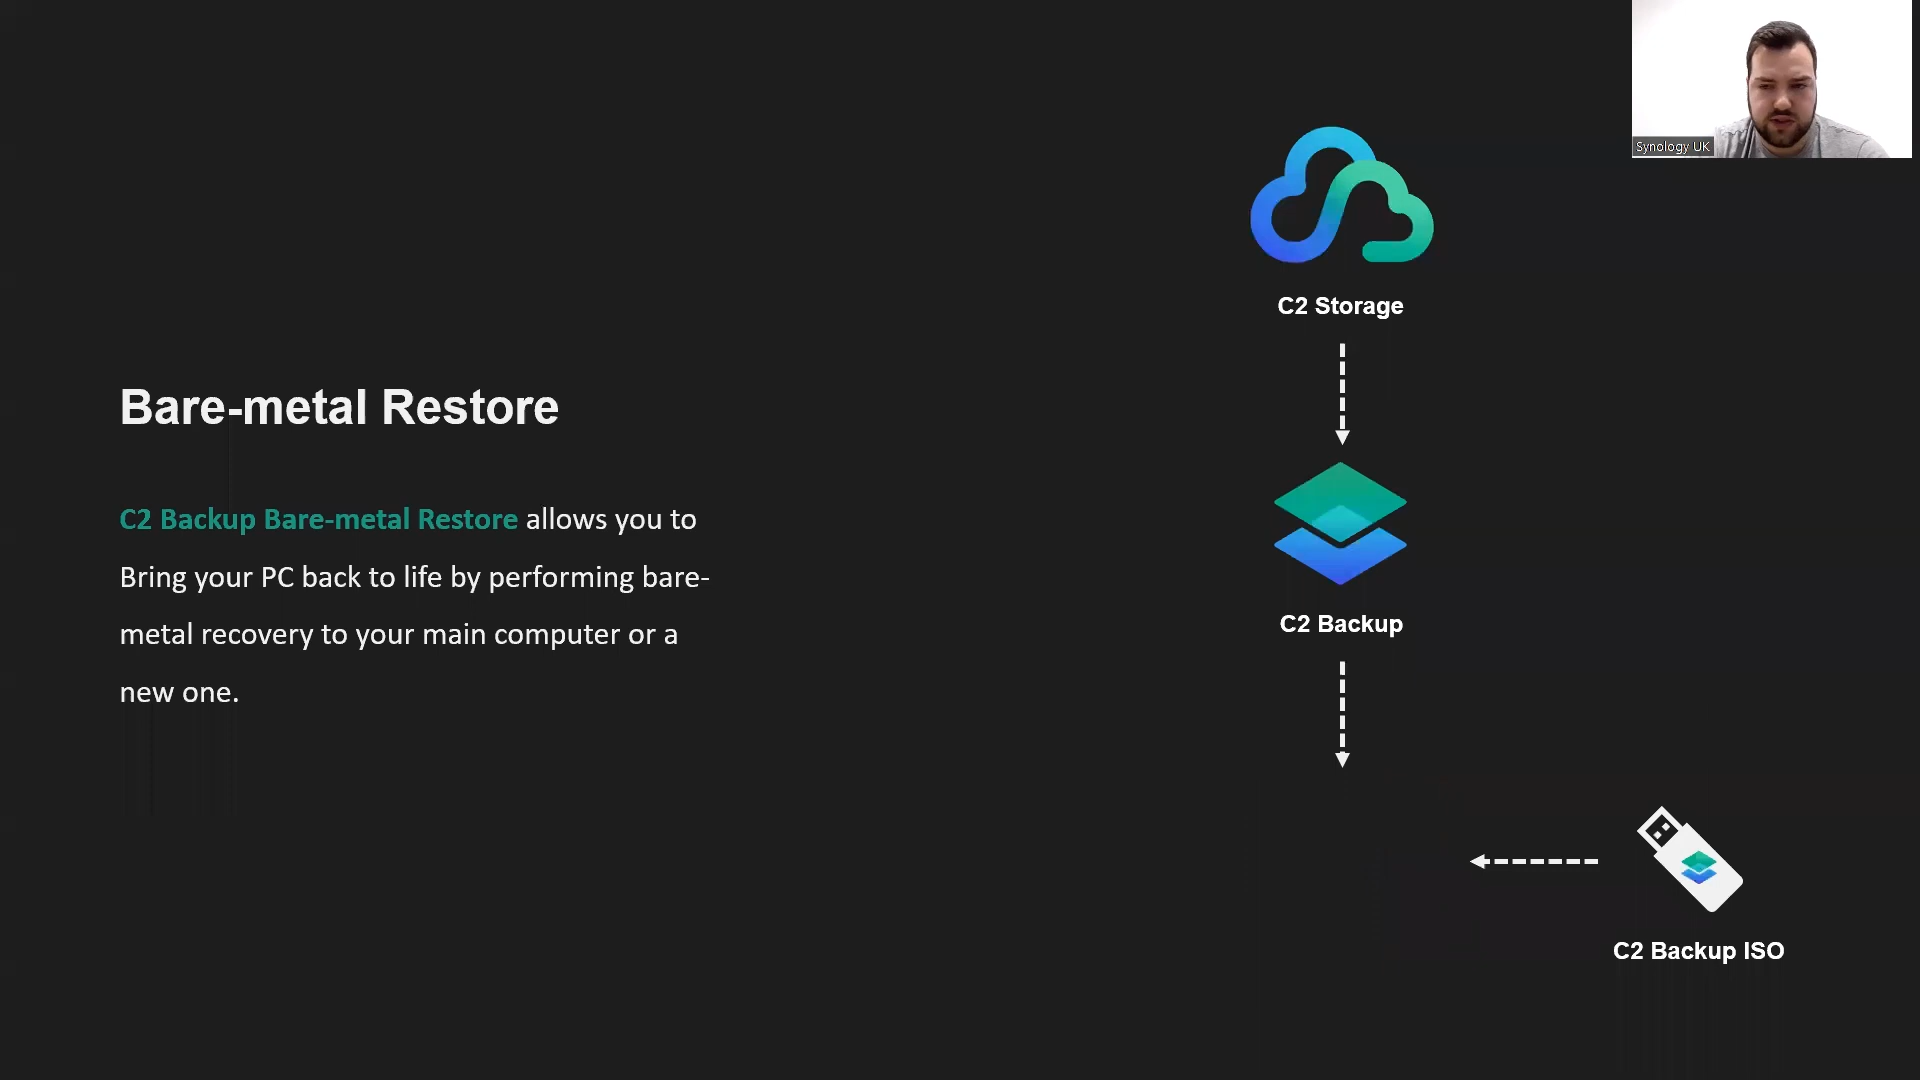 Synology UK
C2 Storage
Bare-metal Restore
C2 Backup Bare-metal Restore allows you to
Bring your PC back to life by performing bare-
metal recovery to your main computer or a
new one.
C2 Backup
C2 Backup ISO